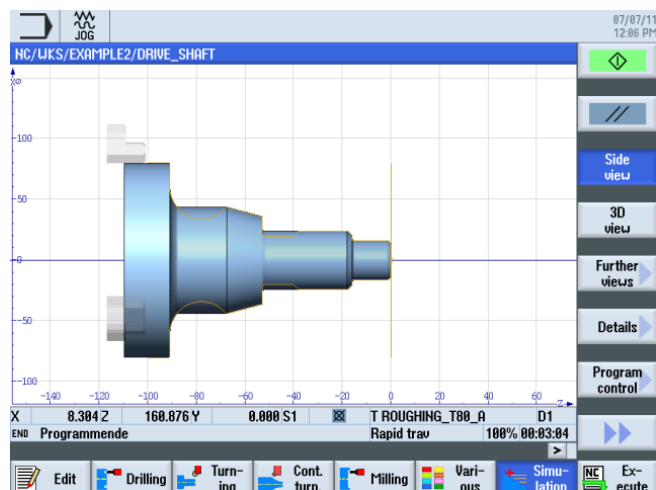 JOG
07/07/11
12:06 PM
NC/WKS/EXAMPLE2/DRIVE_SHAFT
100
50
0
-50
-100
-140 -120 -100 -80 -60 -40 -20 0 20 40 60 Z
X 8.304 Z 160.876 Y 0.000 S1 T ROUGHING_T80_A D1
END Programmende Rapid trav 100% 00:03:04
>
Side
view
3D
view
Further
views
Details
Program
control
Edit
Drilling
Turn-
ing
Cont.
turn.
Milling
Vari-
ous
Simu-
lation
NC
Ex-
ecute